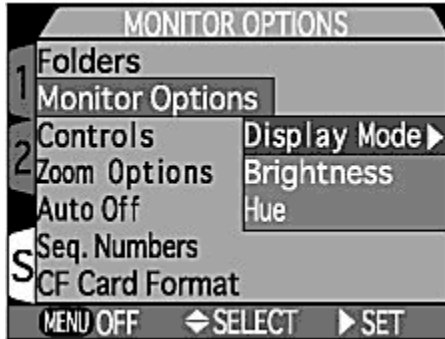 MONITOR OPTIONS
1
Folders
Monitor Options
2
Controls
Display Mode
Zoom Options
Brightness
Auto Off
Hue
S
Seq. Numbers
CF Card Format
MENU OFF SELECT SET